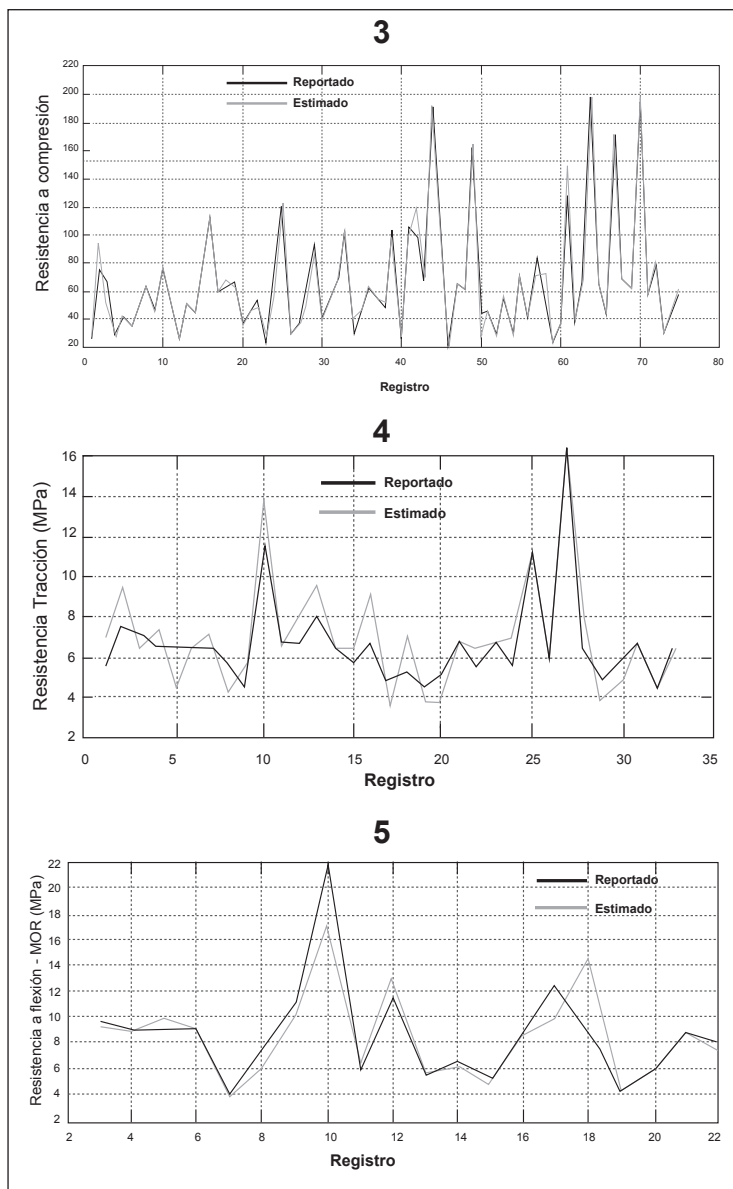 3
220
200
180
160
140
120
100
80
60
40
20
Resistencia a compresión
Reportado
Estimado
0 10 20 30 40 50 60 70 80
Registro
4
16
14
12
10
8
6
4
2
Resistencia Tracción (MPa)
Reportado
Estimado
0 5 10 15 20 25 30 35
Registro
5
22
20
18
16
14
12
10
8
6
4
2
Resistencia a flexión - MOR (MPa)
Reportado
Estimado
2 4 6 8 10 12 14 16 18 20 22
Registro